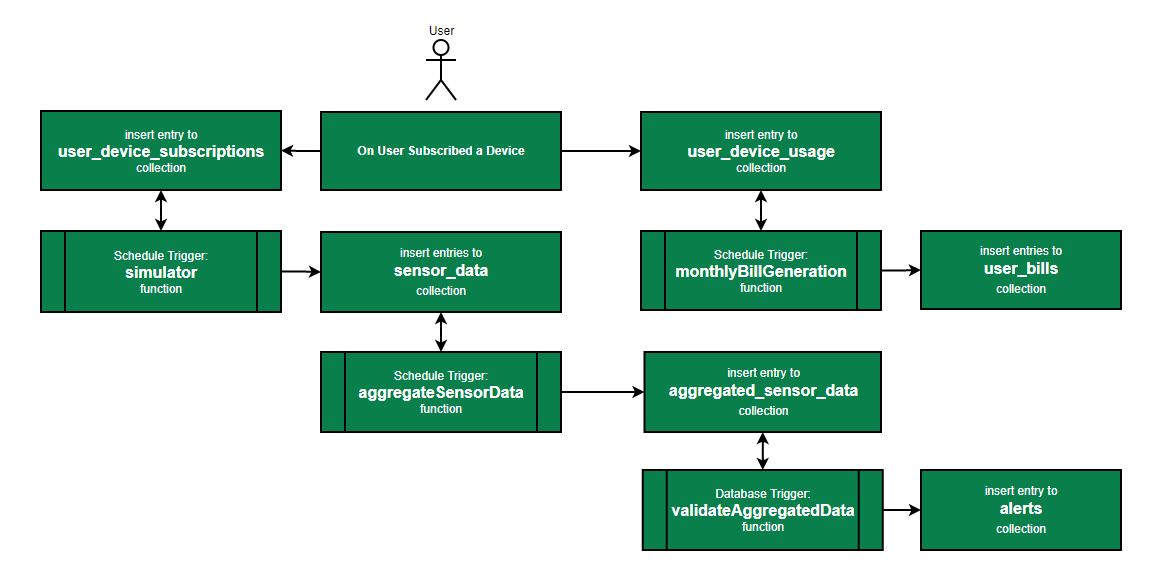 User
insert entry to
user_device_subscriptions
collection
On User Subscribed a Device
insert entry to
user_device_usage
collection
Schedule Trigger:
simulator
function
insert entries to
sensor_data
collection
Schedule Trigger:
monthlyBillGeneration
function
insert entries to
user_bills
collection
Schedule Trigger:
aggregateSensorData
function
insert entry to
aggregated_sensor_data
collection
Database Trigger:
validateAggregatedData
function
insert entry to
alerts
collection